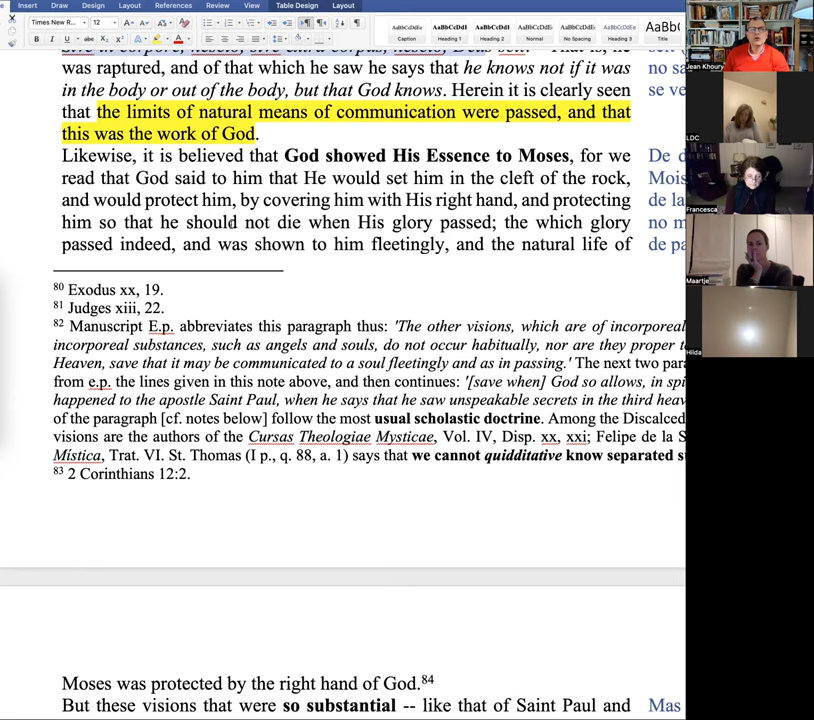 Insert Draw Design Layout References Mailings Review View Table Design Layout
Times New R... 12
B I U abc X₂ X² A
AaBbCcDdEe AaBbCcDdI AaBbCcDd AaBbCcDdEe AaBbCcDdEe AaBbCcDdEe AaBb(
Caption Heading 1 Heading 2 Normal No Spacing Heading 3 Title
was raptured, and of that which he saw he says that he knows not if it was
in the body or out of the body, but that God knows. Herein it is clearly seen
that the limits of natural means of communication were passed, and that
this was the work of God.
Likewise, it is believed that God showed His Essence to Moses, for we
read that God said to him that He would set him in the cleft of the rock,
and would protect him, by covering him with His right hand, and protecting
him so that he should not die when His glory passed; the which glory
passed indeed, and was shown to him fleetingly, and the natural life of
no sa
se ve
De d
Mois
de la
no m
de pa
80 Exodus xx, 19.
81 Judges xiii, 22.
82 Manuscript E.p. abbreviates this paragraph thus: 'The other visions, which are of incorporeal
incorporeal substances, such as angels and souls, do not occur habitually, nor are they proper t
Heaven, save that it may be communicated to a soul fleetingly and as in passing.' The next two par
from e.p. the lines given in this note above, and then continues: '[save when] God so allows, in spi
happened to the apostle Saint Paul, when he says that he saw unspeakable secrets in the third heav
of the paragraph [cf. notes below] follow the most usual scholastic doctrine. Among the Discalced
visions are the authors of the Cursas Theologiae Mysticae, Vol. IV, Disp. xx, xxi; Felipe de la S
Mística, Trat. VI. St. Thomas (I p., q. 88, a. 1) says that we cannot quidditative know separated s
83 2 Corinthians 12:2.
Moses was protected by the right hand of God.84
But these visions that were so substantial -- like that of Saint Paul and
Mas
Jean Khoury
LDC
Francesca
Maartje
Hilda